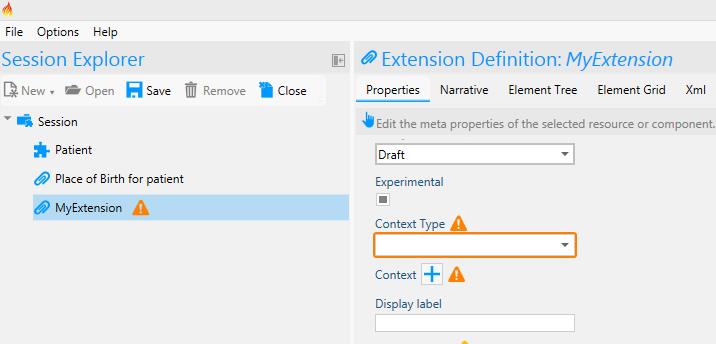 File Options Help
Session Explorer
New Open Save Remove Close
Session
Patient
Place of Birth for patient
MyExtension
Extension Definition: MyExtension
Properties Narrative Element Tree Element Grid Xml
Edit the meta properties of the selected resource or component.
Draft
Experimental
Context Type
Context
Display label